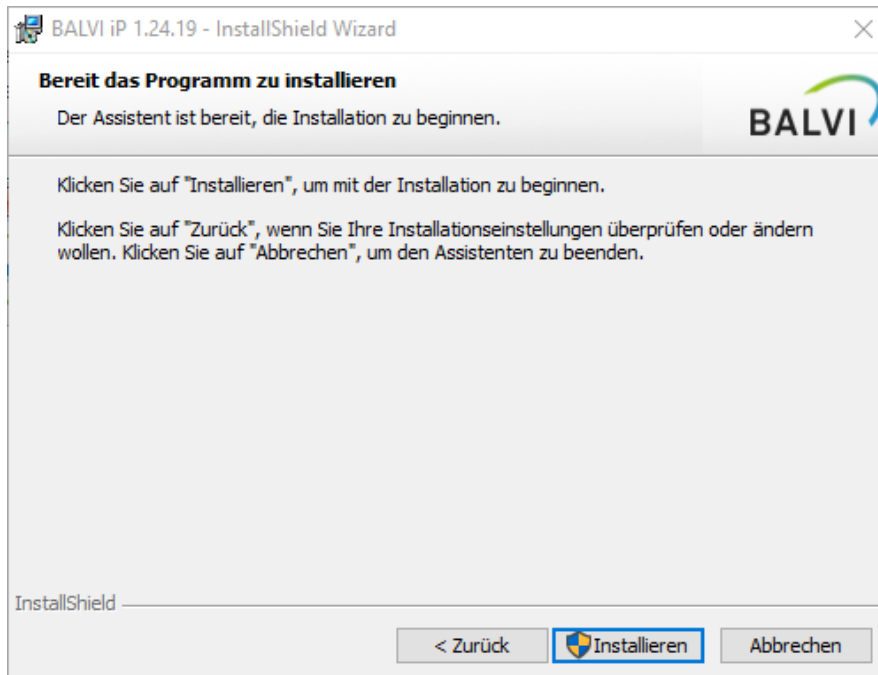 BALVI iP 1.24.19 - InstallShield Wizard
Bereit das Programm zu installieren
Der Assistent ist bereit, die Installation zu beginnen.
BALVI
Klicken Sie auf "Installieren", um mit der Installation zu beginnen.
Klicken Sie auf "Zurück", wenn Sie Ihre Installationseinstellungen überprüfen oder ändern
wollen. Klicken Sie auf "Abbrechen", um den Assistenten zu beenden.
InstallShield
< Zurück Installieren Abbrechen